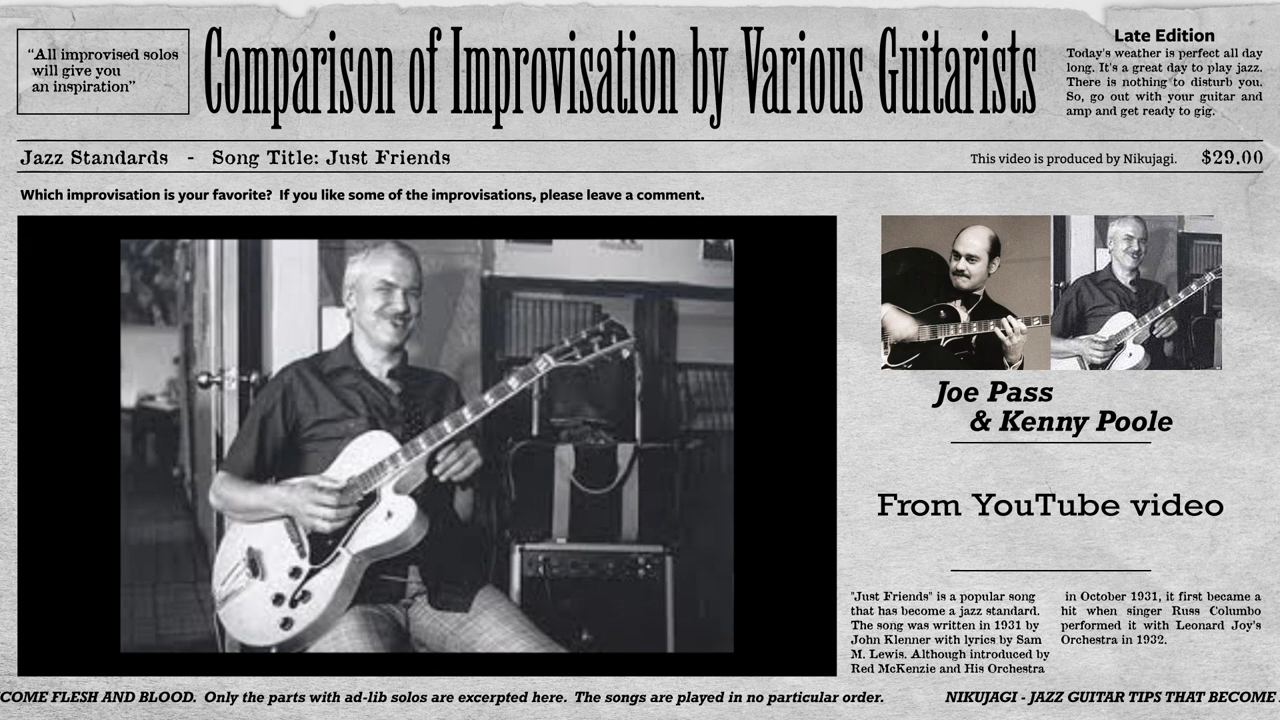 “All improvised solos
will give you
an inspiration”
Comparison of Improvisation by Various Guitarists
Late Edition
Today's weather is perfect all day
long. It's a great day to play jazz.
There is nothing to disturb you.
So, go out with your guitar and
amp and get ready to gig.
Jazz Standards - Song Title: Just Friends
This video is produced by Nikujagi. $29.00
Which improvisation is your favorite? If you like some of the improvisations, please leave a comment.
Joe Pass
& Kenny Poole
From YouTube video
"Just Friends" is a popular song
that has become a jazz standard.
The song was written in 1931 by
John Klenner with lyrics by Sam
M. Lewis. Although introduced by
Red McKenzie and His Orchestra
in October 1931, it first became a
hit when singer Russ Columbo
performed it with Leonard Joy's
Orchestra in 1932.
COME FLESH AND BLOOD. Only the parts with ad-lib solos are excerpted here. The songs are played in no particular order. NIKUJAGI - JAZZ GUITAR TIPS THAT BECOME